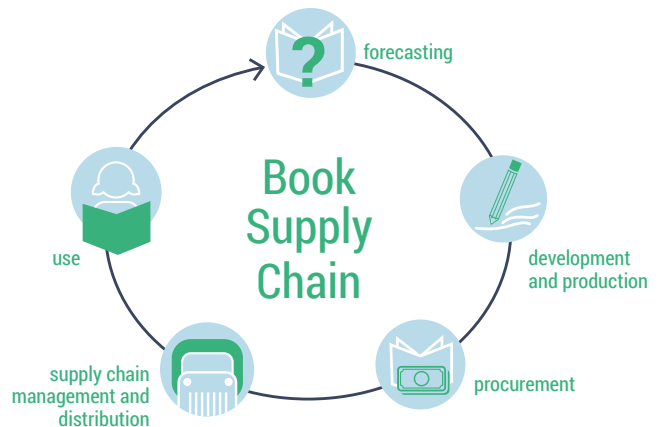 ?
forecasting
Book
Supply
Chain
development
and production
procurement
supply chain
management and
distribution
use